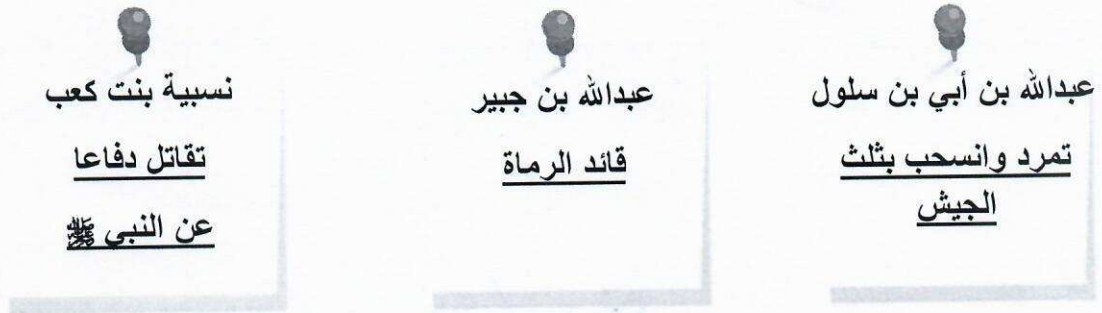 عبدالله بن أبي بن سلول
تمرد وانسحب بثلث
الجيش
عبدالله بن جبير
قائد الرماة
نسبية بنت كعب
تقاتل دفاعا
عن النبي ﷺ